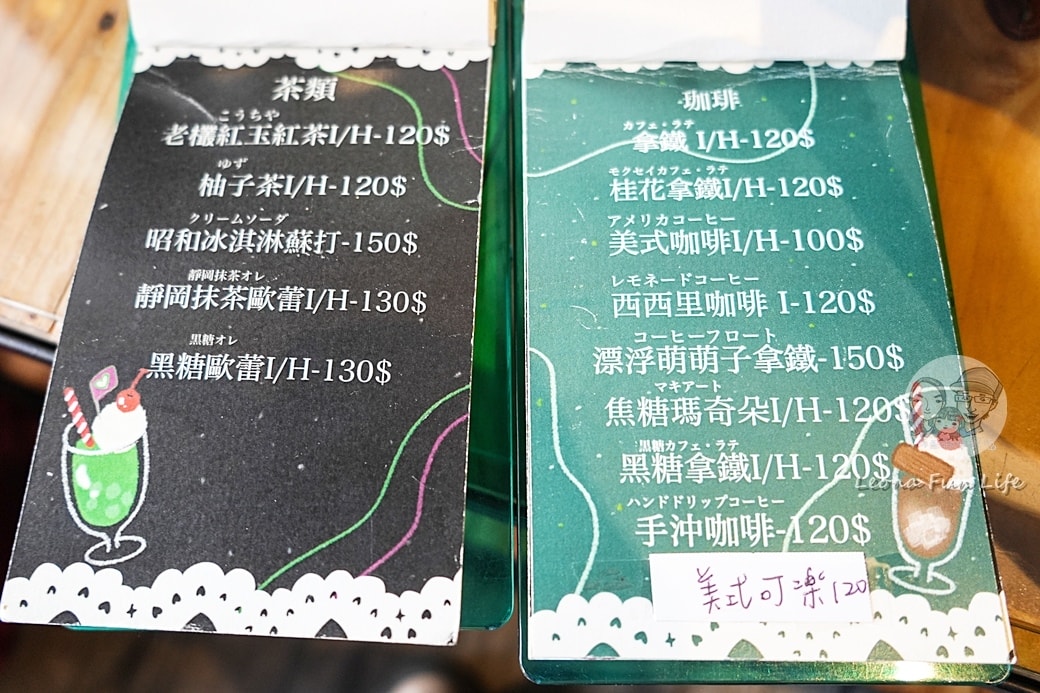 茶類
こうちや
老欉紅玉紅茶I/H-120$
ゆず
柚子茶I/H-120$
クリームソーダ
昭和冰淇淋蘇打-150$
靜岡抹茶オレ
靜岡抹茶歐蕾I/H-130$
黒糖オレ
黑糖歐蕾I/H-130$
珈琲
カフェ・ラテ
拿鐵 I/H-120$
モクセイカフェ・ラテ
桂花拿鐵I/H-120$
アメリカコーヒー
美式咖啡I/H-100$
レモネードコーヒー
西西里咖啡 I-120$
コーヒーフロート
漂浮萌萌子拿鐵-150$
マキアート
焦糖瑪奇朵I/H-120$
黒糖カフェ・ラテ
黑糖拿鐵I/H-120$
ハンドドリップコーヒー
手沖咖啡-120$
美式可樂120
Leona Fun Life